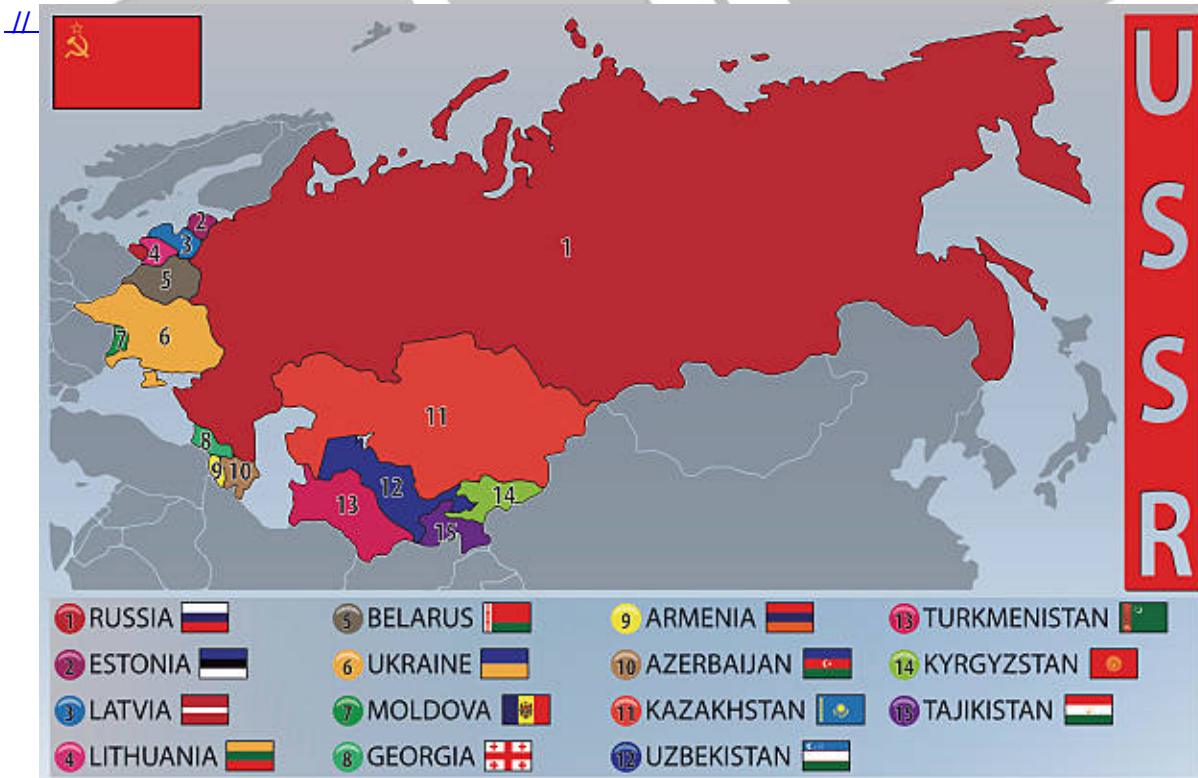 //
U
S
S
R
1
2
3
4
5
6
7
8
9
10
11
12
13
14
15
1 RUSSIA
2 ESTONIA
3 LATVIA
4 LITHUANIA
5 BELARUS
6 UKRAINE
7 MOLDOVA
8 GEORGIA
9 ARMENIA
10 AZERBAIJAN
11 KAZAKHSTAN
12 UZBEKISTAN
13 TURKMENISTAN
14 KYRGYZSTAN
15 TAJIKISTAN